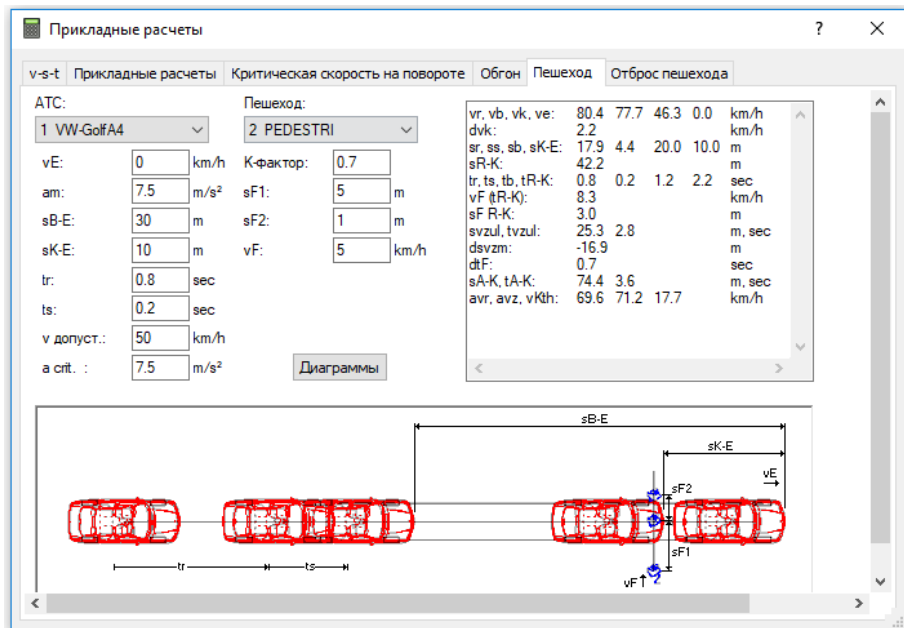 Прикладные расчеты
? ×
v-s-t Прикладные расчеты Критическая скорость на повороте Обгон Пешеход Отброс пешехода
АТС: Пешеход:
1 VW-GolfA4 2 PEDESTRI
vE: 0 km/h К-фактор: 0.7
am: 7.5 m/s² sF1: 5 m
sB-E: 30 m sF2: 1 m
sK-E: 10 m vF: 5 km/h
tr: 0.8 sec
ts: 0.2 sec
v допуст.: 50 km/h
a crit. : 7.5 m/s² Диаграммы
vr, vb, vk, ve: 80.4 77.7 46.3 0.0 km/h
dvk: 2.2 km/h
sr, ss, sb, sK-E: 17.9 4.4 20.0 10.0 m
sR-K: 42.2 m
tr, ts, tb, tR-K: 0.8 0.2 1.2 2.2 sec
vF (tR-K): 8.3 km/h
sF R-K: 3.0 m
svzul, tvzul: 25.3 2.8 m, sec
dsvzm: -16.9 m
dtF: 0.7 sec
sA-K, tA-K: 74.4 3.6 m, sec
avr, avz, vKth: 69.6 71.2 17.7 km/h
sB-E
sK-E
vE
sF2
sF1
tr ts
vF